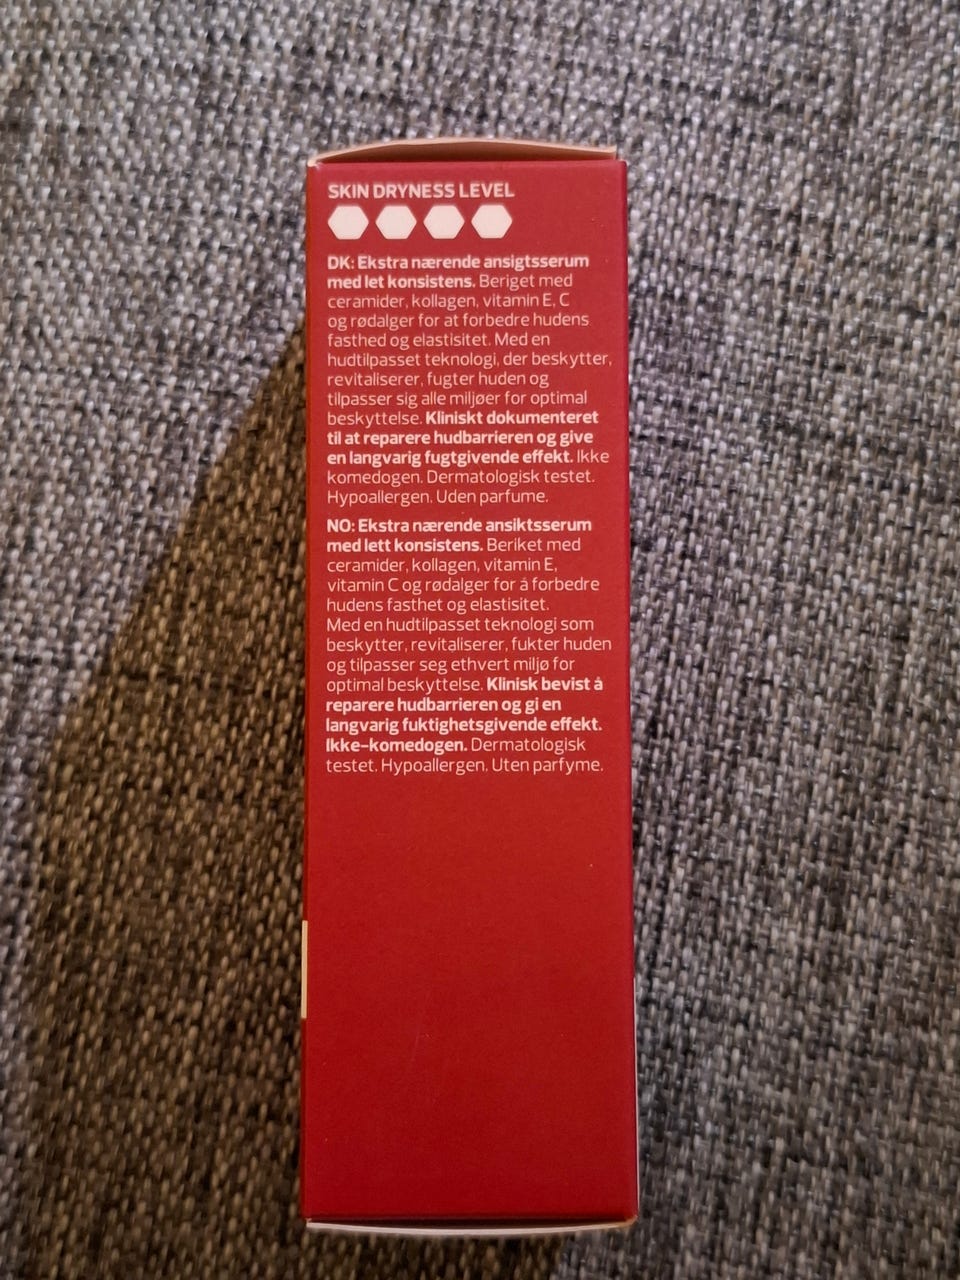 SKIN DRYNESS LEVEL
DK: Ekstra nærende ansigtsserum
med let konsistens. Beriget med
ceramider, kollagen, vitamin E, C
og rødalger for at forbedre hudens
fasthed og elastisitet. Med en
hudtilpasset teknologi, der beskytter,
revitaliserer, fugter huden og
tilpasser sig alle miljøer for optimal
beskyttelse. Kliniskt dokumenteret
til at reparere hudbarrieren og give
en langvarig fugtgivende effekt. Ikke
komedogen. Dermatologisk testet.
Hypoallergen. Uden parfume.
NO: Ekstra nærende ansiktsserum
med lett konsistens. Beriket med
ceramider, kollagen, vitamin E,
vitamin C og rødalger for å forbedre
hudens fasthet og elastisitet.
Med en hudtilpasset teknologi som
beskytter, revitaliserer, fukter huden
og tilpasser seg ethvert miljø for
optimal beskyttelse. Klinisk bevist å
reparere hudbarrieren og gi en
langvarig fuktighetsgivende effekt.
Ikke-komedogen. Dermatologisk
testet. Hypoallergen. Uten parfyme.